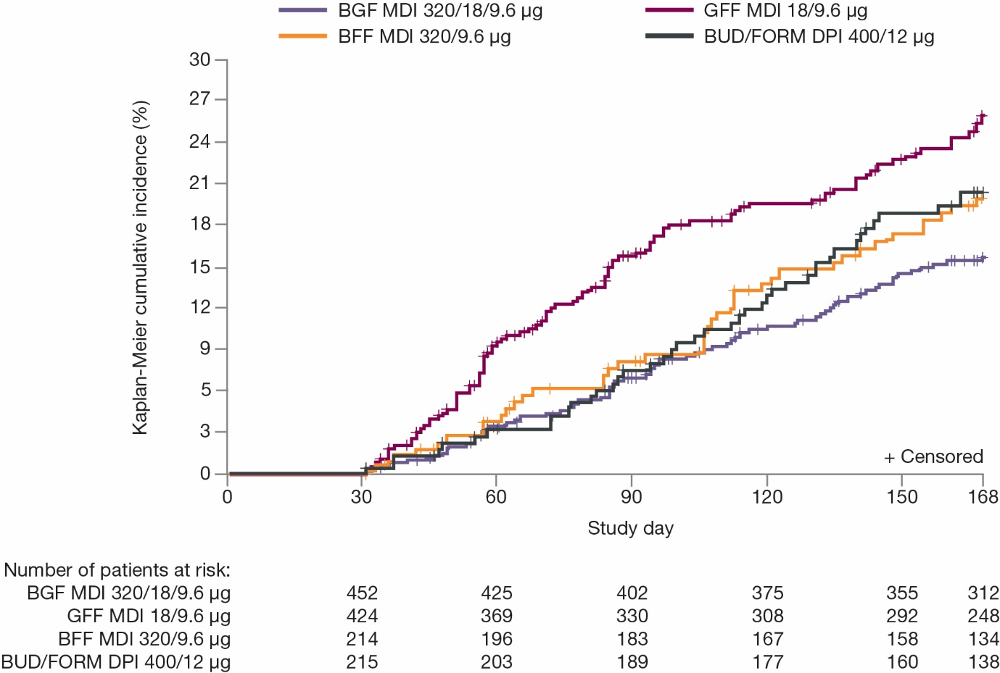 BGF MDI 320/18/9.6 µg GFF MDI 18/9.6 µg
BFF MDI 320/9.6 µg BUD/FORM DPI 400/12 µg
Kaplan-Meier cumulative incidence (%)
30
27
24
21
18
15
12
9
5
3
0
+ Censored
0 30 60 90 120 150 168
Study day
Number of patients at risk:
BGF MDI 320/18/9.6 µg 452 425 402 375 355 312
GFF MDI 18/9.6 µg 424 369 330 308 292 248
BFF MDI 320/9.6 µg 214 196 183 167 158 134
BUD/FORM DPI 400/12 µg 215 203 189 177 160 138